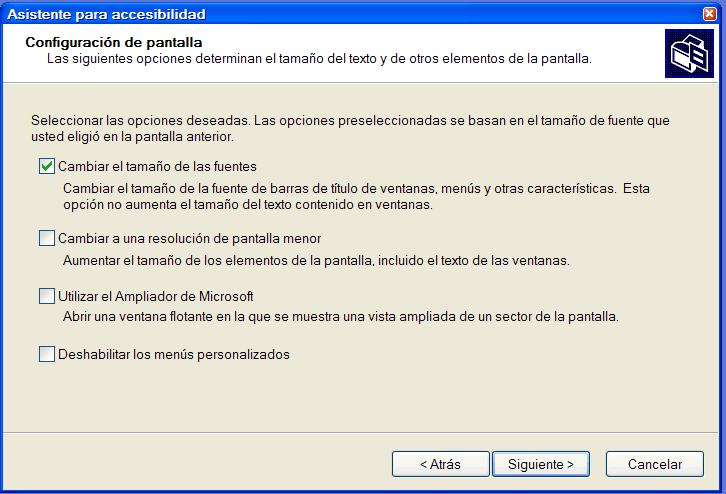 Asistente para accesibilidad
Configuración de pantalla
Las siguientes opciones determinan el tamaño del texto y de otros elementos de la pantalla.
Seleccionar las opciones deseadas. Las opciones preseleccionadas se basan en el tamaño de fuente que
usted eligió en la pantalla anterior.
Cambiar el tamaño de las fuentes
Cambiar el tamaño de la fuente de barras de título de ventanas, menús y otras características. Esta
opción no aumenta el tamaño del texto contenido en ventanas.
Cambiar a una resolución de pantalla menor
Aumentar el tamaño de los elementos de la pantalla, incluido el texto de las ventanas.
Utilizar el Ampliador de Microsoft
Abrir una ventana flotante en la que se muestra una vista ampliada de un sector de la pantalla.
Deshabilitar los menús personalizados
< Atrás
Siguiente >
Cancelar